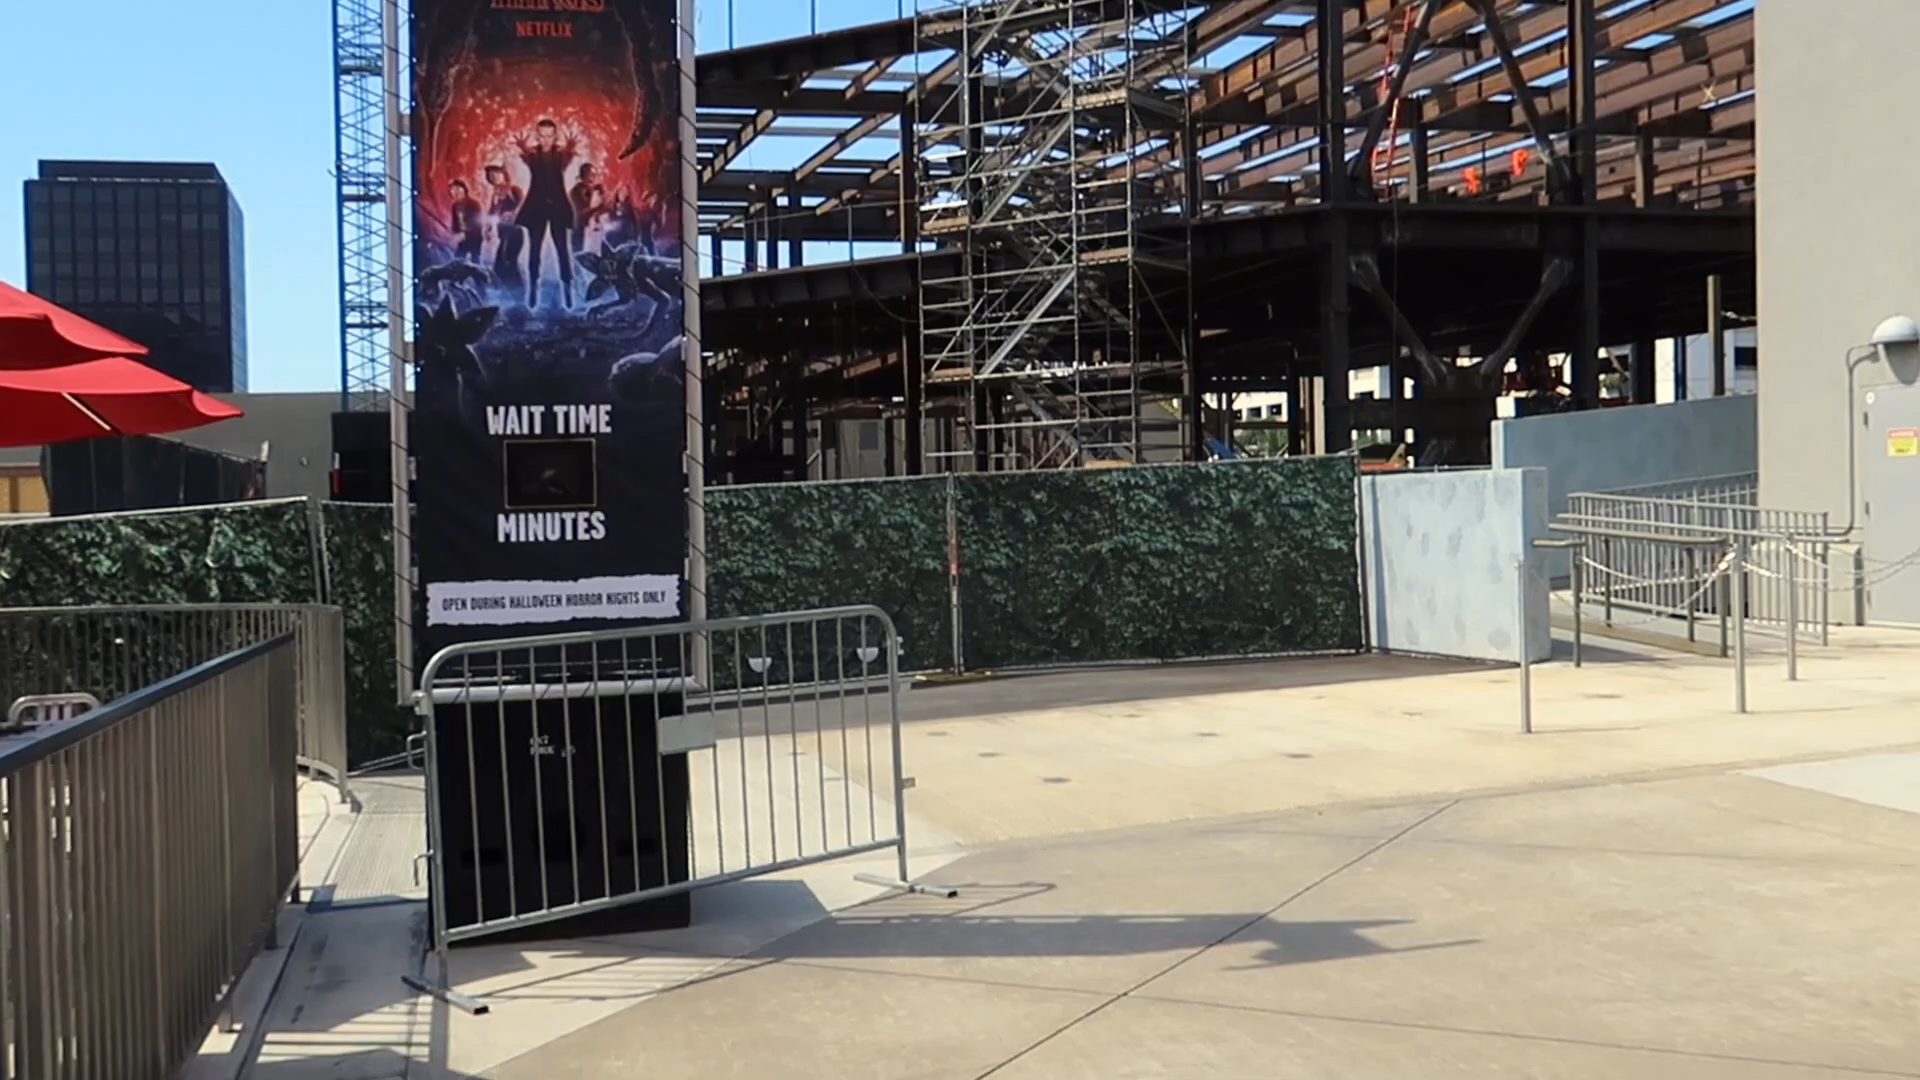 NETFLIX
WAIT TIME
MINUTES
OPEN DURING HALLOWEEN HORROR NIGHTS ONLY